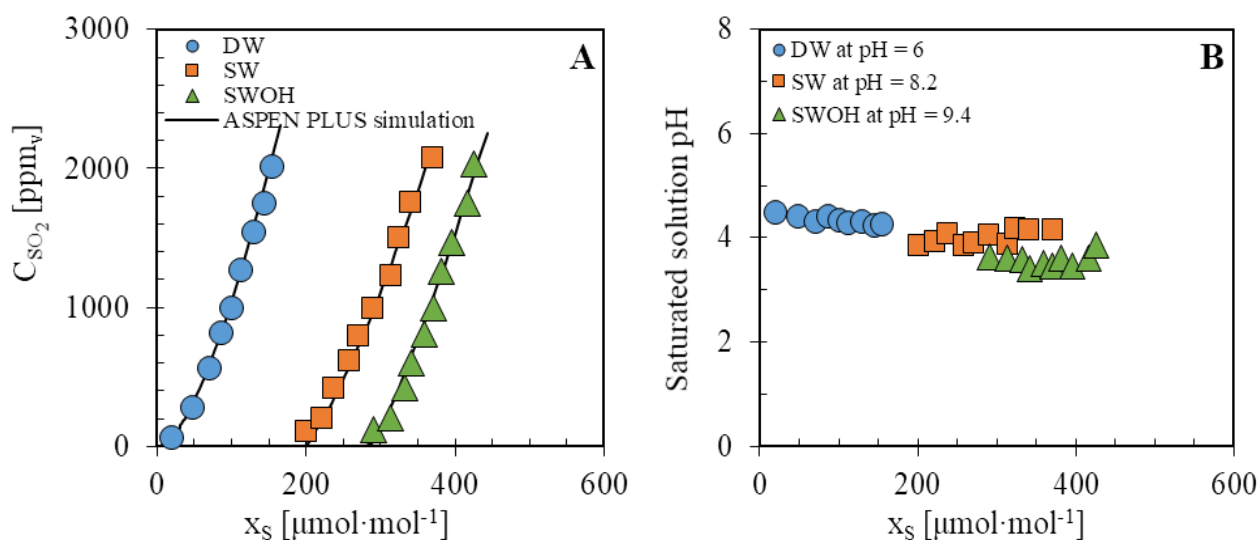 A
DW
SW
SWOH
ASPEN PLUS simulation
C_SO₂ [ppm_v]
3000
2000
1000
0
0 200 400 600
x_S [μmol·mol⁻¹]
B
DW at pH = 6
SW at pH = 8.2
SWOH at pH = 9.4
Saturated solution pH
8
6
4
2
0
0 200 400 600
x_S [μmol·mol⁻¹]